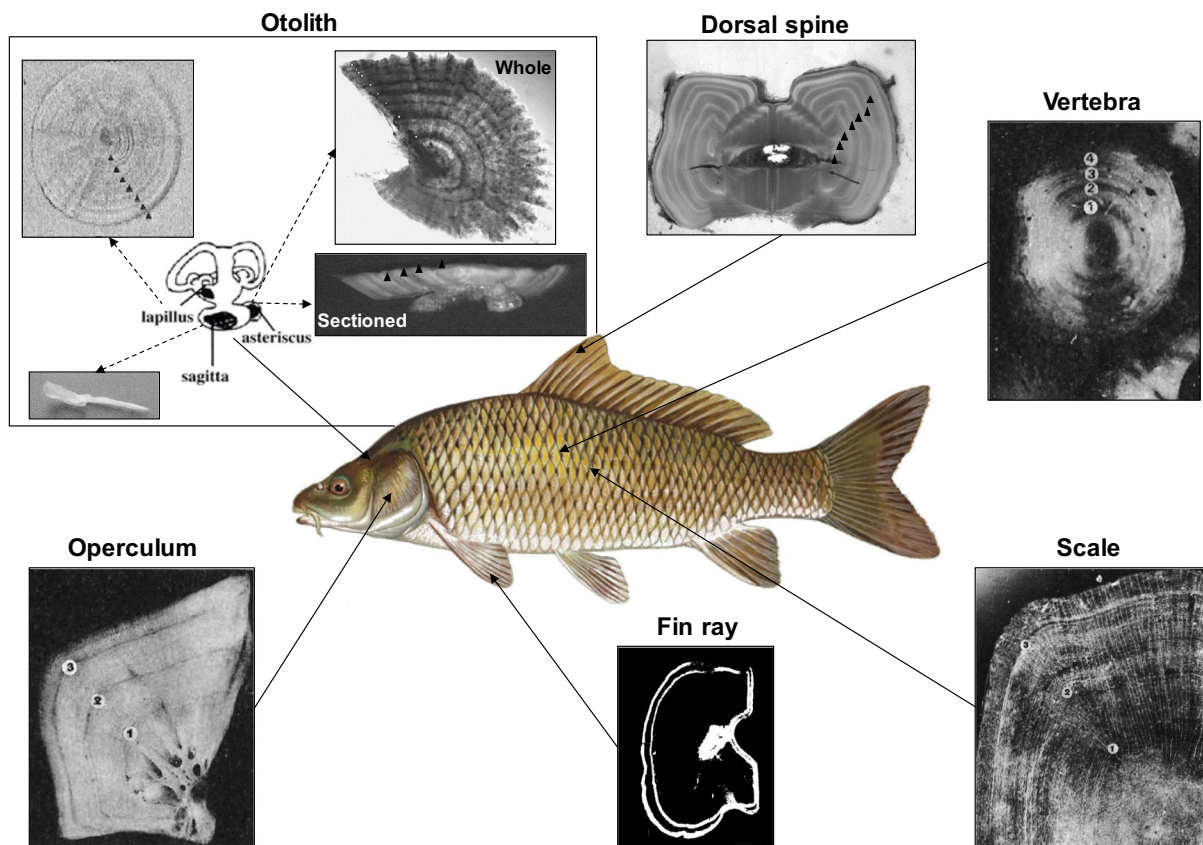 Otolith
Whole
lapillus
asteriscus
sagitta
Sectioned
Dorsal spine
Vertebra
4
3
2
1
Operculum
3
2
1
Fin ray
Scale
3
2
1